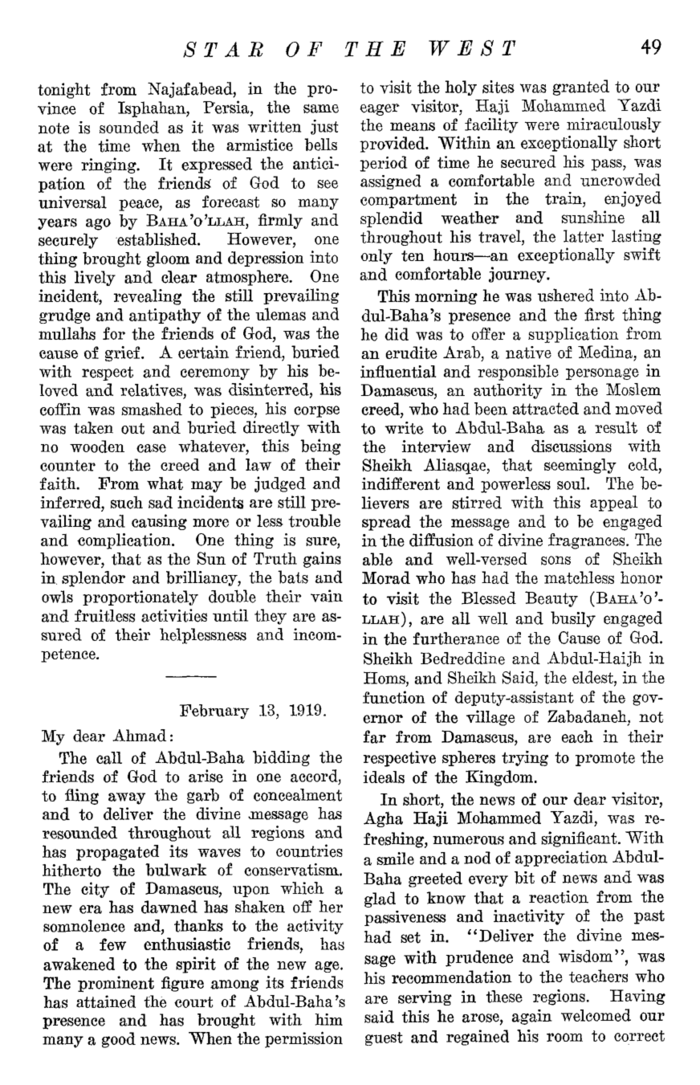 STAR OF THE WEST 49
tonight from Najafabead, in the pro-
vince of Isphahan, Persia, the same
note is sounded as it was written just
at the time when the armistice bells
were ringing. It expressed the antici-
pation of the friends of God to see
universal peace, as forecast so many
years ago by BAHA'O'LLAH, firmly and
securely established. However, one
thing brought gloom and depression into
this lively and clear atmosphere. One
incident, revealing the still prevailing
grudge and antipathy of the ulemas and
mullahs for the friends of God, was the
cause of grief. A certain friend, buried
with respect and ceremony by his be-
loved and relatives, was disinterred, his
coffin was smashed to pieces, his corpse
was taken out and buried directly with
no wooden case whatever, this being
counter to the creed and law of their
faith. From what may be judged and
inferred, such sad incidents are still pre-
vailing and causing more or less trouble
and complication. One thing is sure,
however, that as the Sun of Truth gains
in splendor and brilliancy, the bats and
owls proportionately double their vain
and fruitless activities until they are as-
sured of their helplessness and incom-
petence.
February 13, 1919.
My dear Ahmad:
The call of Abdul-Baha bidding the
friends of God to arise in one accord,
to fling away the garb of concealment
and to deliver the divine message has
resounded throughout all regions and
has propagated its waves to countries
hitherto the bulwark of conservatism.
The city of Damascus, upon which a
new era has dawned has shaken off her
somnolence and, thanks to the activity
of a few enthusiastic friends, has
awakened to the spirit of the new age.
The prominent figure among its friends
has attained the court of Abdul-Baha's
presence and has brought with him
many a good news. When the permission
to visit the holy sites was granted to our
eager visitor, Haji Mohammed Yazdi
the means of facility were miraculously
provided. Within an exceptionally short
period of time he secured his pass, was
assigned a comfortable and uncrowded
compartment in the train, enjoyed
splendid weather and sunshine all
throughout his travel, the latter lasting
only ten hours—an exceptionally swift
and comfortable journey.
This morning he was ushered into Ab-
dul-Baha's presence and the first thing
he did was to offer a supplication from
an erudite Arab, a native of Medina, an
influential and responsible personage in
Damascus, an authority in the Moslem
creed, who had been attracted and moved
to write to Abdul-Baha as a result of
the interview and discussions with
Sheikh Aliasqae, that seemingly cold,
indifferent and powerless soul. The be-
lievers are stirred with this appeal to
spread the message and to be engaged
in the diffusion of divine fragrances. The
able and well-versed sons of Sheikh
Morad who has had the matchless honor
to visit the Blessed Beauty (BAHA'O'-
LLAH), are all well and busily engaged
in the furtherance of the Cause of God.
Sheikh Bedreddine and Abdul-Haijh in
Homs, and Sheikh Said, the eldest, in the
function of deputy-assistant of the gov-
ernor of the village of Zabadaneh, not
far from Damascus, are each in their
respective spheres trying to promote the
ideals of the Kingdom.
In short, the news of our dear visitor,
Agha Haji Mohammed Yazdi, was re-
freshing, numerous and significant. With
a smile and a nod of appreciation Abdul-
Baha greeted every bit of news and was
glad to know that a reaction from the
passiveness and inactivity of the past
had set in. "Deliver the divine mes-
sage with prudence and wisdom", was
his recommendation to the teachers who
are serving in these regions. Having
said this he arose, again welcomed our
guest and regained his room to correct